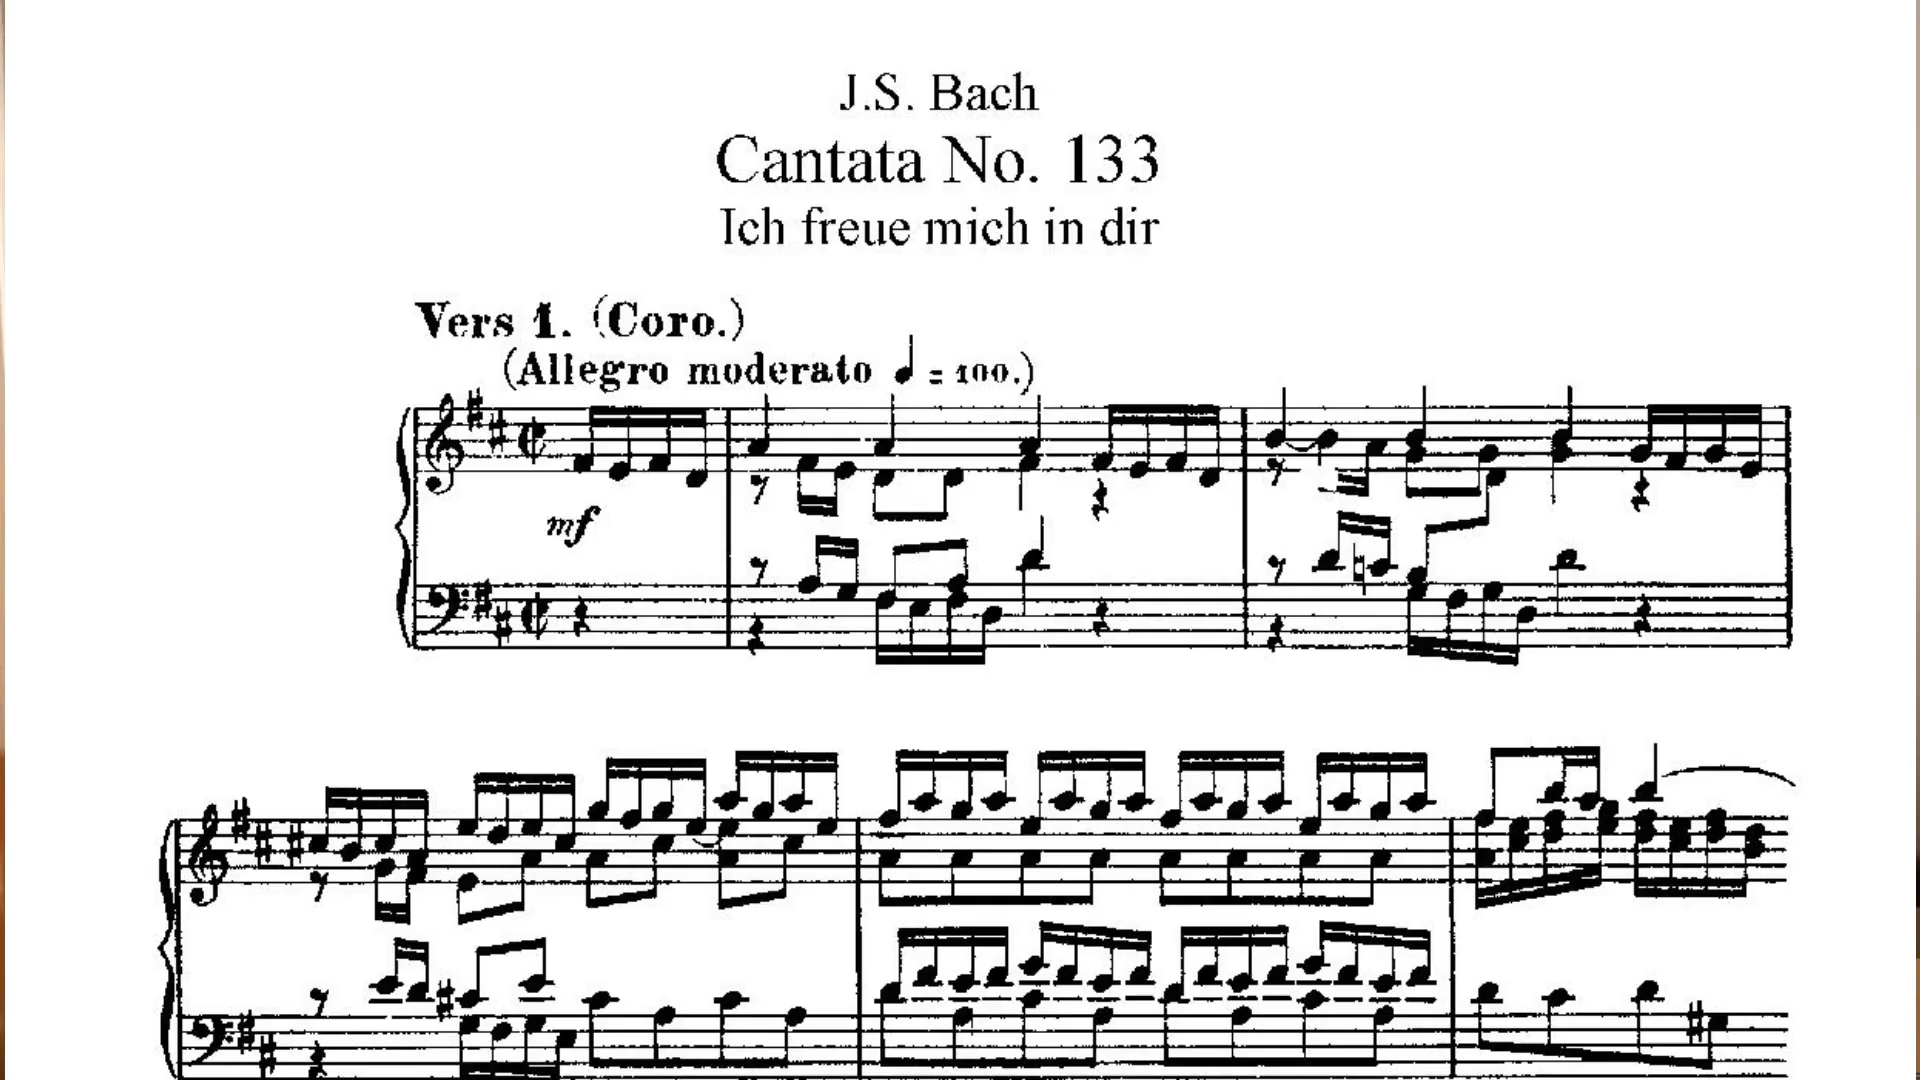 J.S. Bach
Cantata No. 133
Ich freue mich in dir
Vers 1. (Coro.)
(Allegro moderato ♩ = 100.)
mf